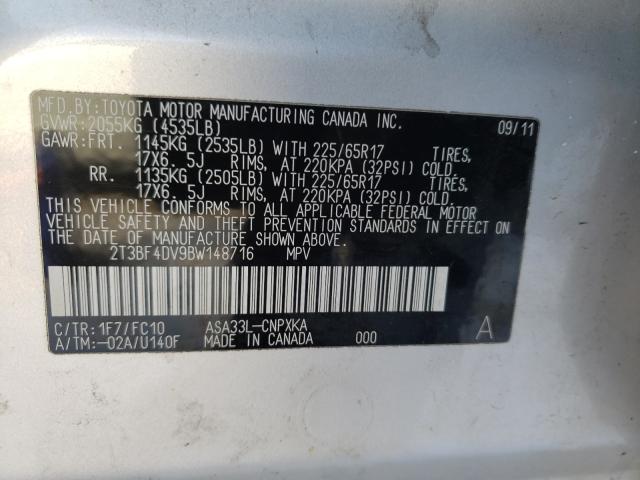 MFD.BY:TOYOTA MOTOR MANUFACTURING CANADA INC. 09/11
GVWR:2055KG (4535LB)
GAWR:FRT. 1145KG (2535LB) WITH 225/65R17 TIRES,
17X6.5J RIMS, AT 220KPA (32PSI) COLD.
RR. 1135KG (2505LB) WITH 225/65R17 TIRES,
17X6.5J RIMS, AT 220KPA (32PSI) COLD.
THIS VEHICLE CONFORMS TO ALL APPLICABLE FEDERAL MOTOR
VEHICLE SAFETY AND THEFT PREVENTION STANDARDS IN EFFECT ON
THE DATE OF MANUFACTURE SHOWN ABOVE.
2T3BF4DV9BW148716 MPV
C/TR:1F7/FC10 ASA33L-CNPXKA
A/TM:-02A/U140F MADE IN CANADA 000 A